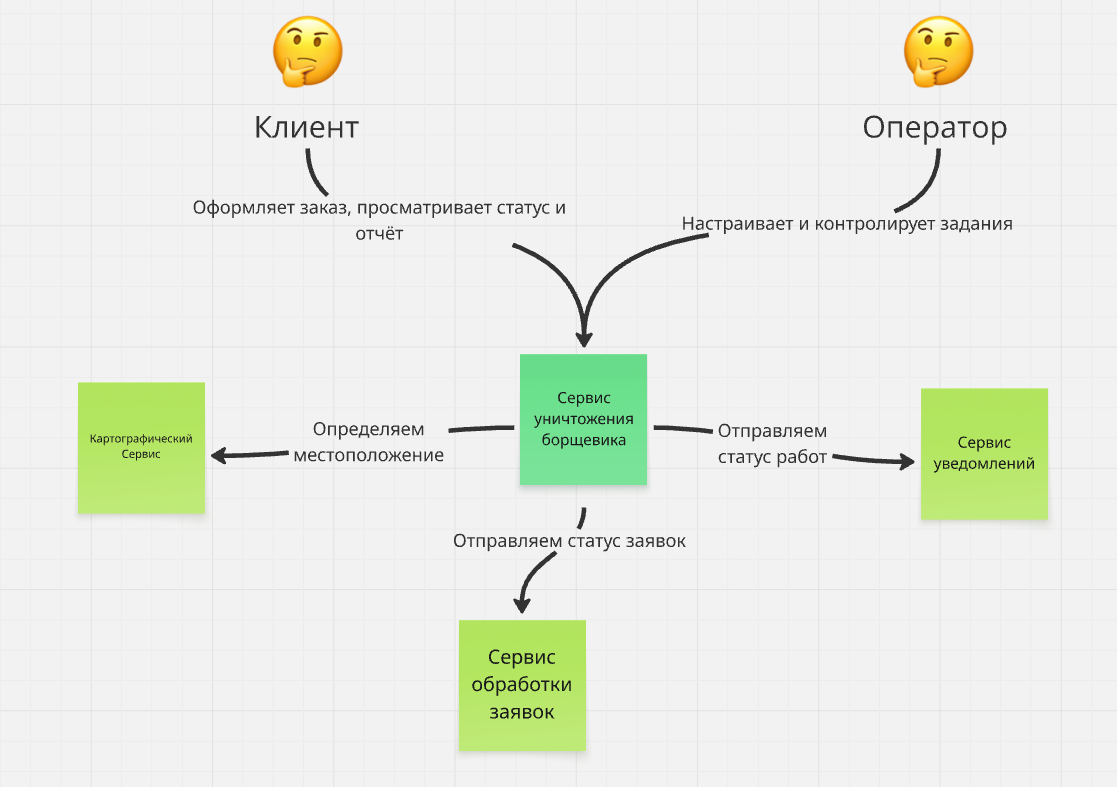 Клиент
Оператор
Оформляет заказ, просматривает статус и
отчёт
Настраивает и контролирует задания
Сервис
уничтожения
борщевика
Картографический
Сервис
Определяем
местоположение
Отправляем
статус работ
Сервис
уведомлений
Отправляем статус заявок
Сервис
обработки
заявок